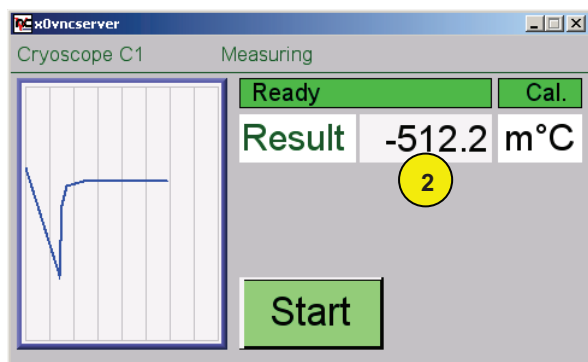 x0vncserver
Cryoscope C1 Measuring
Ready Cal.
Result -512.2 m°C
2
Start